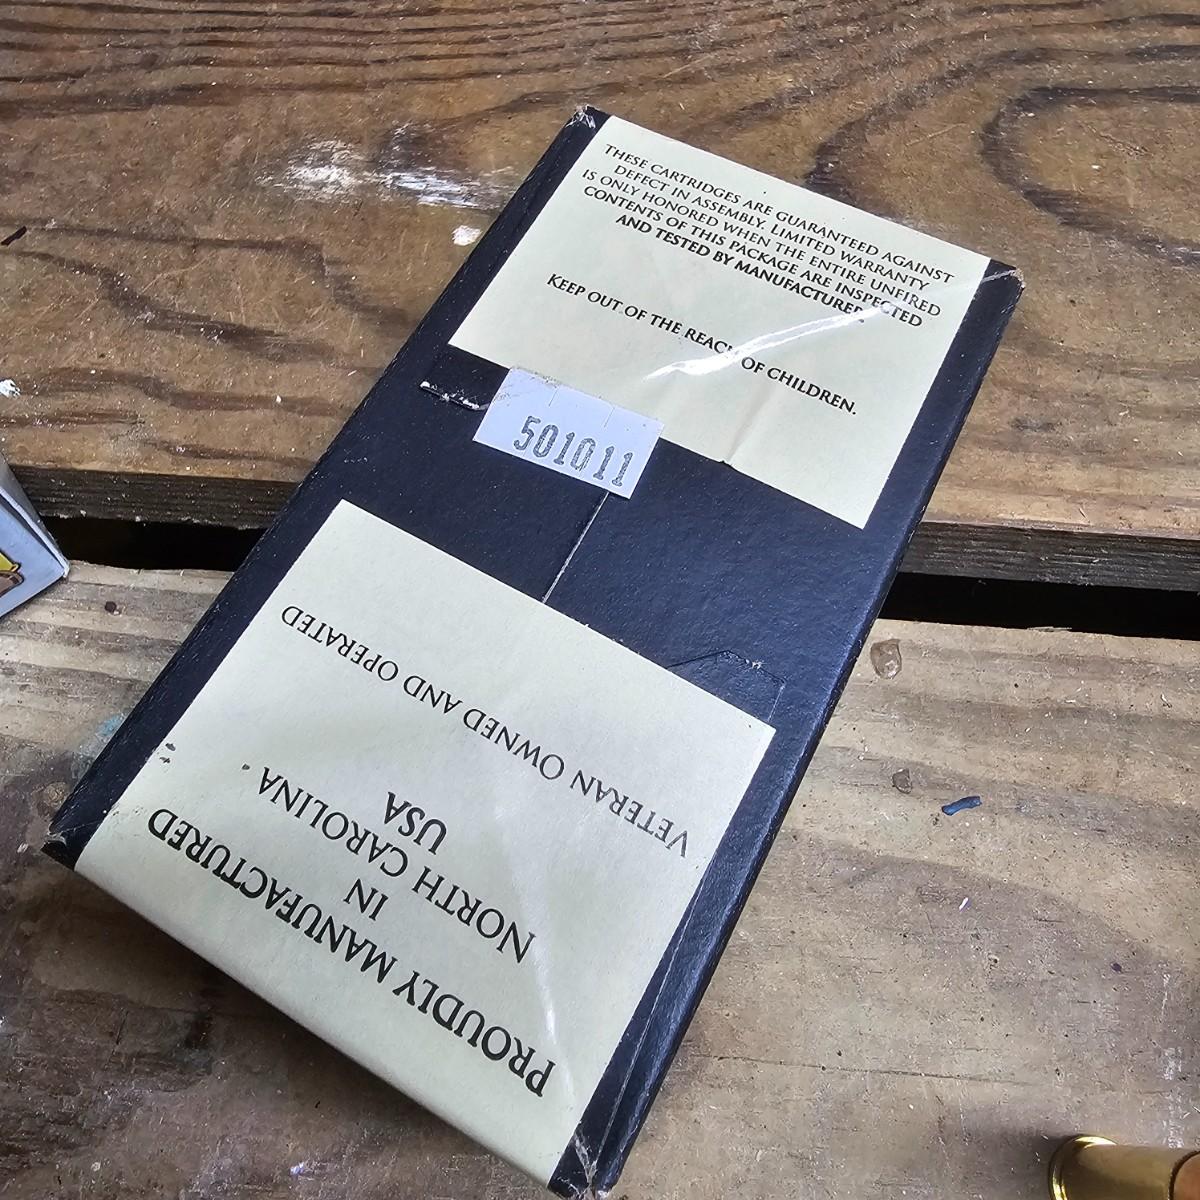 THESE CARTRIDGES ARE GUARANTEED AGAINST
DEFECT IN ASSEMBLY. LIMITED WARRANTY
IS ONLY HONORED WHEN THE ENTIRE UNFIRED
CONTENTS OF THIS PACKAGE ARE INSPECTED
AND TESTED BY MANUFACTURER.
KEEP OUT OF THE REACH OF CHILDREN.
501011
PROUDLY MANUFACTURED
IN
NORTH CAROLINA
USA
VETERAN OWNED AND OPERATED